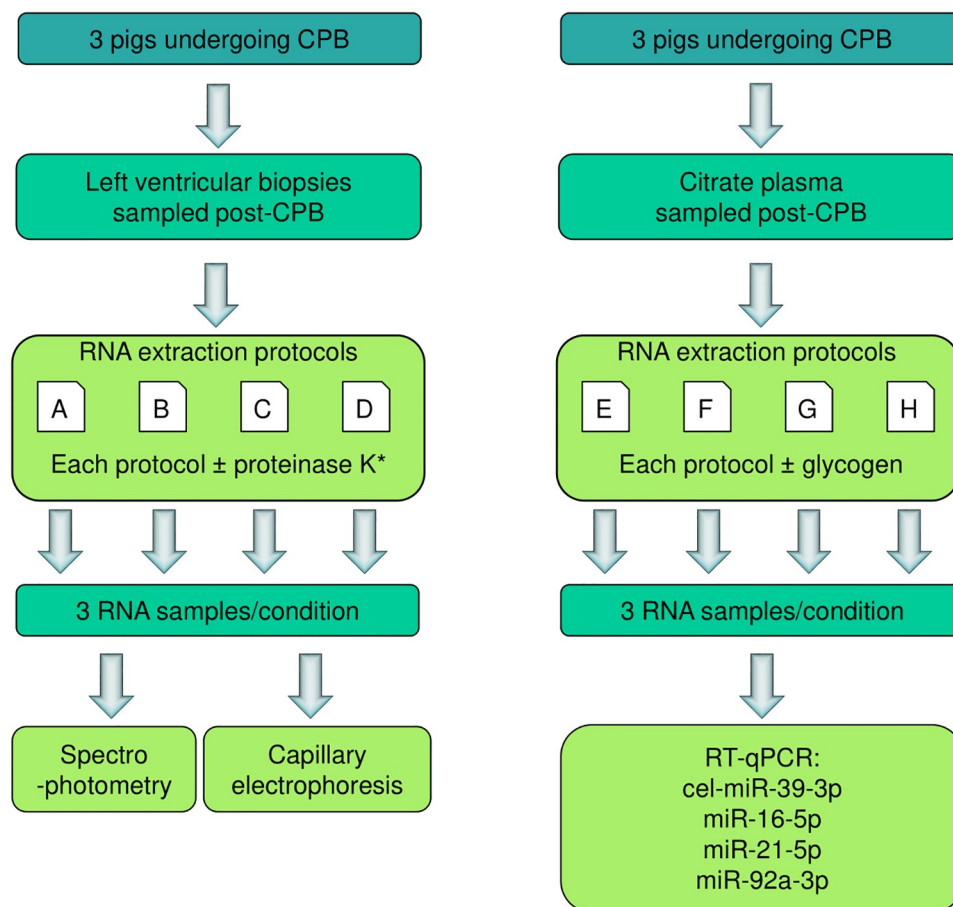 3 pigs undergoing CPB
Left ventricular biopsies
sampled post-CPB
RNA extraction protocols
A B C D
Each protocol ± proteinase K*
3 RNA samples/condition
Spectro
-photometry
Capillary
electrophoresis
3 pigs undergoing CPB
Citrate plasma
sampled post-CPB
RNA extraction protocols
E F G H
Each protocol ± glycogen
3 RNA samples/condition
RT-qPCR:
cel-miR-39-3p
miR-16-5p
miR-21-5p
miR-92a-3p